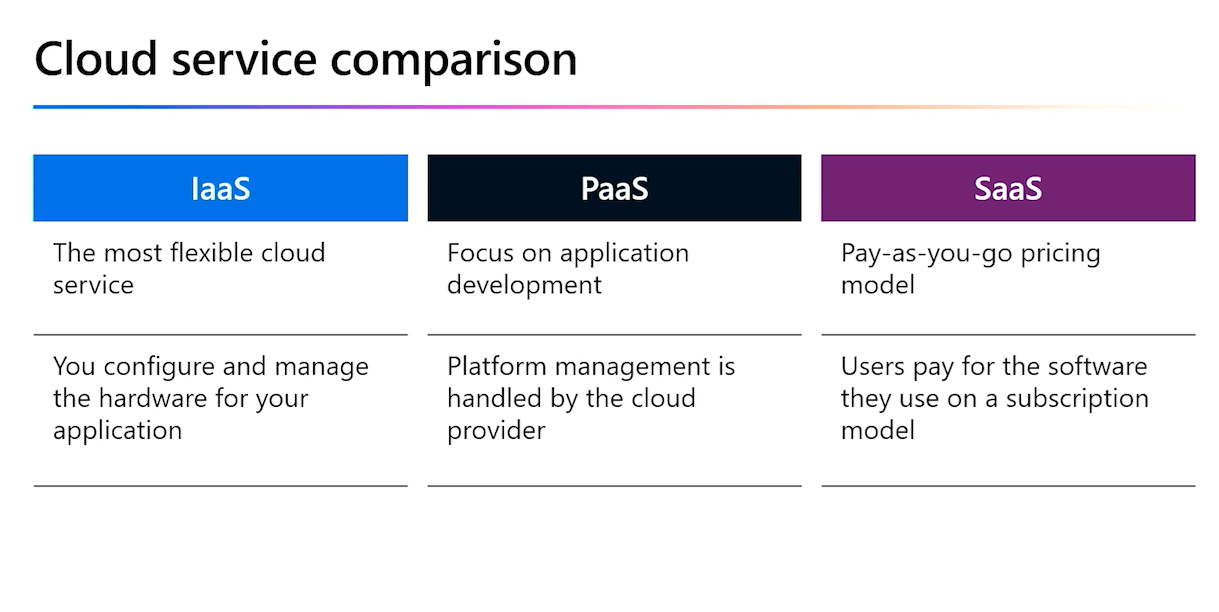 Cloud service comparison
IaaS
PaaS
SaaS
The most flexible cloud
service
Focus on application
development
Pay-as-you-go pricing
model
You configure and manage
the hardware for your
application
Platform management is
handled by the cloud
provider
Users pay for the software
they use on a subscription
model